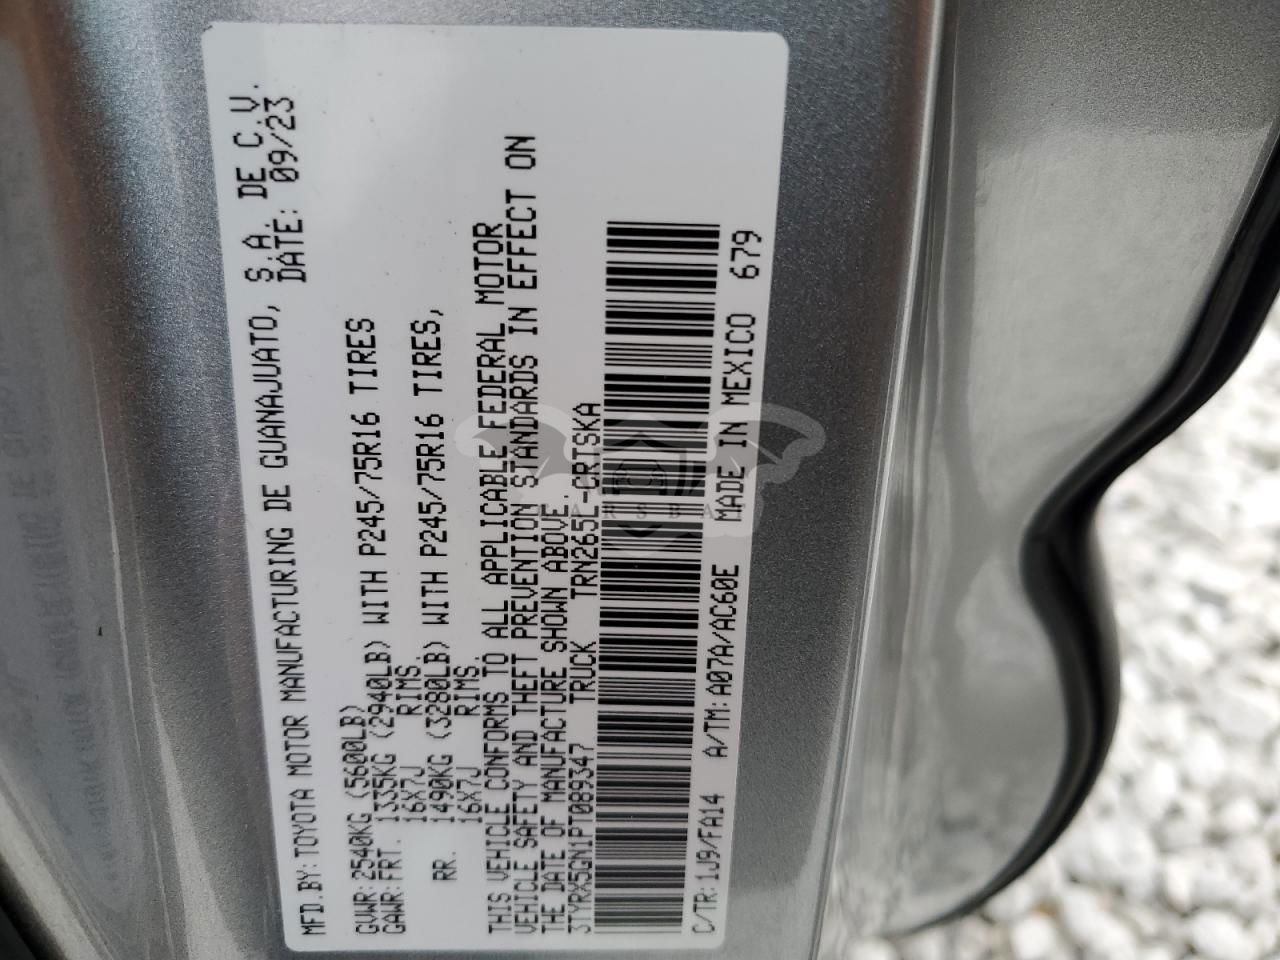 MFD.BY:TOYOTA MOTOR MANUFACTURING DE GUANAJUATO, S.A. DE C.V.
DATE: 09/23
GVWR:2540KG (5600LB)
GAWR:FRT. 1335KG (2940LB) WITH P245/75R16 TIRES
16X7J RIMS.
RR. 1490KG (3280LB) WITH P245/75R16 TIRES,
16X7J RIMS.
THIS VEHICLE CONFORMS TO ALL APPLICABLE FEDERAL MOTOR
VEHICLE SAFETY AND THEFT PREVENTION STANDARDS IN EFFECT ON
THE DATE OF MANUFACTURE SHOWN ABOVE.
3TYRX5GN1PT089347 TRUCK TRN265L-CRTSKA
C/TR:1J9/FA14 A/TM:A07A/AC60E MADE IN MEXICO 679